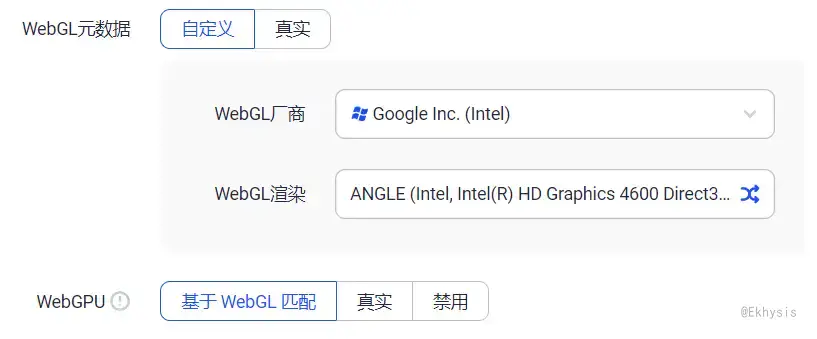 WebGL元数据 自定义 真实
WebGL厂商 Google Inc. (Intel)
WebGL渲染 ANGLE (Intel, Intel(R) HD Graphics 4600 Direct3...
WebGPU 基于 WebGL 匹配 真实 禁用
@Ekhysis